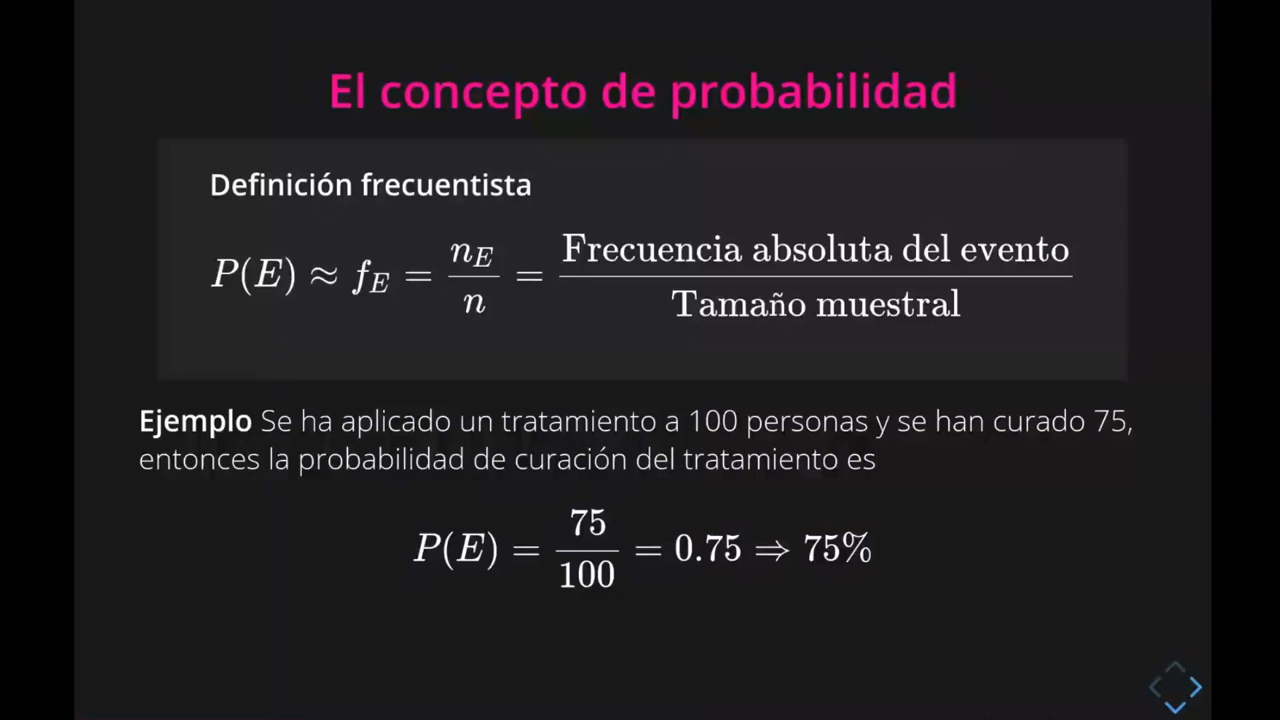 El concepto de probabilidad
Definición frecuentista
P(E) ≈ f_E = n_E / n = Frecuencia absoluta del evento / Tamaño muestral
Ejemplo Se ha aplicado un tratamiento a 100 personas y se han curado 75,
entonces la probabilidad de curación del tratamiento es
P(E) = 75 / 100 = 0.75 ⇒ 75%